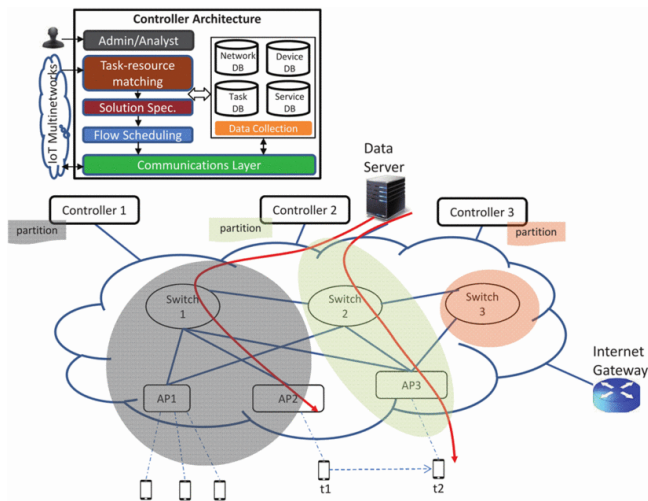 Controller Architecture
Admin/Analyst
Task-resource
matching
Solution Spec.
Flow Scheduling
Communications Layer
Network
DB
Device
DB
Task
DB
Service
DB
Data Collection
IoT Multinetworks
Data
Server
Controller 1
Controller 2
Controller 3
partition
partition
partition
Switch
1
Switch
2
Switch
3
AP1
AP2
AP3
Internet
Gateway
t1
t2